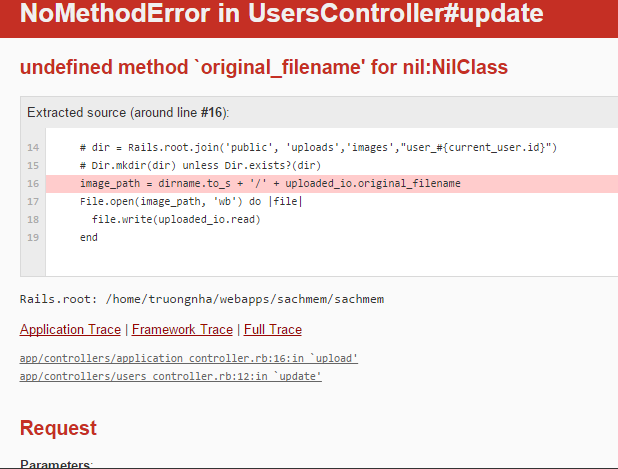 NoMethodError in UsersController#update
undefined method `original_filename' for nil:NilClass
Extracted source (around line #16):
14 # dir = Rails.root.join('public', 'uploads','images',"user_#{current_user.id}")
15 # Dir.mkdir(dir) unless Dir.exists?(dir)
16 image_path = dirname.to_s + '/' + uploaded_io.original_filename
17 File.open(image_path, 'wb') do |file|
18 file.write(uploaded_io.read)
19 end
Rails.root: /home/truongnha/webapps/sachmem/sachmem
Application Trace | Framework Trace | Full Trace
app/controllers/application_controller.rb:16:in `upload'
app/controllers/users_controller.rb:12:in `update'
Request
Parameters: